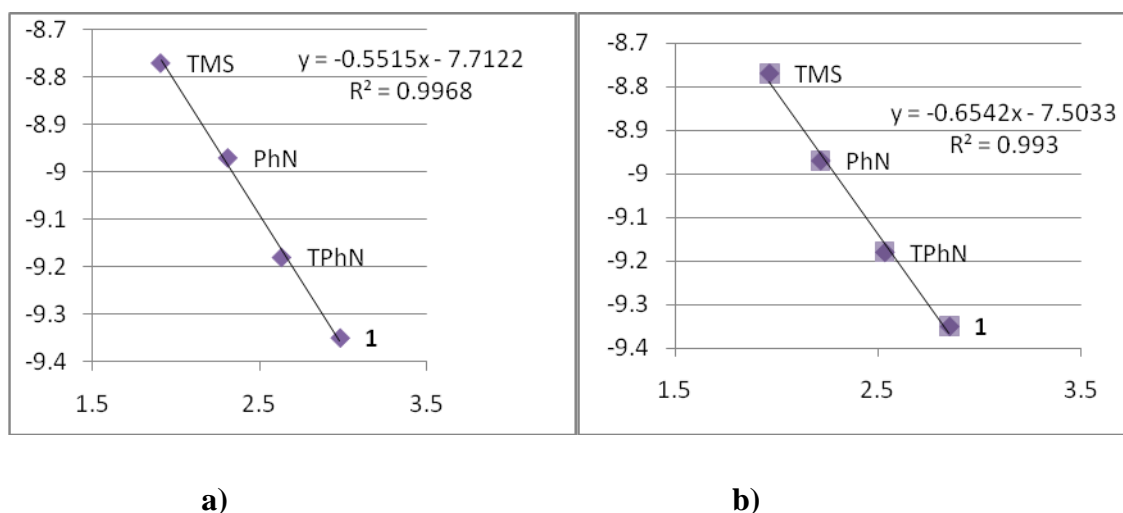 -8.7
-8.8
-8.9
-9
-9.1
-9.2
-9.3
-9.4
1.5 2.5 3.5
TMS
PhN
TPhN
1
y = -0.5515x - 7.7122
R² = 0.9968
-8.7
-8.8
-8.9
-9
-9.1
-9.2
-9.3
-9.4
1.5 2.5 3.5
TMS
PhN
TPhN
1
y = -0.6542x - 7.5033
R² = 0.993
a) b)